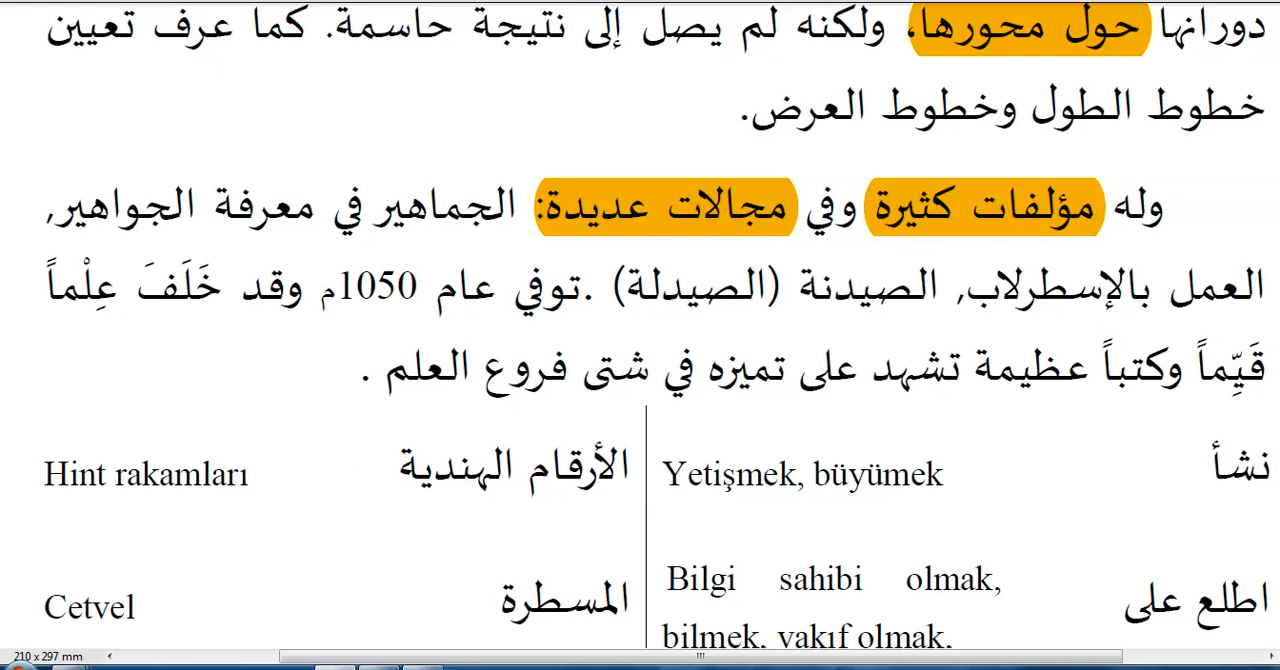 دورانها حول محورها، ولكنه لم يصل إلى نتيجة حاسمة. كما عرف تعيين
خطوط الطول وخطوط العرض.
وله مؤلفات كثيرة وفي مجالات عديدة: الجماهير في معرفة الجواهير,
العمل بالإسطرلاب, الصيدنة (الصيدلة) .توفي عام 1050م وقد خَلَفَ عِلْماً
قَيِّماً وكتباً عظيمة تشهد على تميزه في شتى فروع العلم .
نشأ Yetişmek, büyümek الأرقام الهندية Hint rakamları
اطلع على Bilgi sahibi olmak, المسطرة Cetvel
bilmek, vakıf olmak,
210 x 297 mm